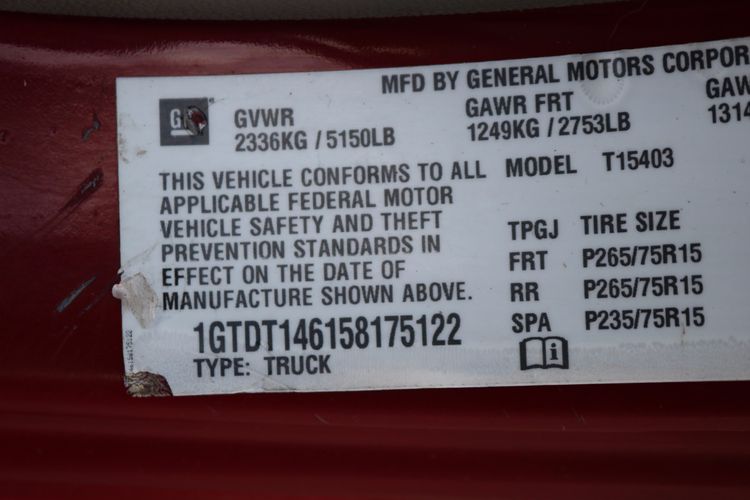 MFD BY GENERAL MOTORS CORPOR
GM
GVWR
2336KG / 5150LB
GAWR FRT
1249KG / 2753LB
GAW
1314
THIS VEHICLE CONFORMS TO ALL
APPLICABLE FEDERAL MOTOR
VEHICLE SAFETY AND THEFT
PREVENTION STANDARDS IN
EFFECT ON THE DATE OF
MANUFACTURE SHOWN ABOVE.
1GTDT146158175122
TYPE: TRUCK
MODEL T15403
TPGJ TIRE SIZE
FRT P265/75R15
RR P265/75R15
SPA P235/75R15